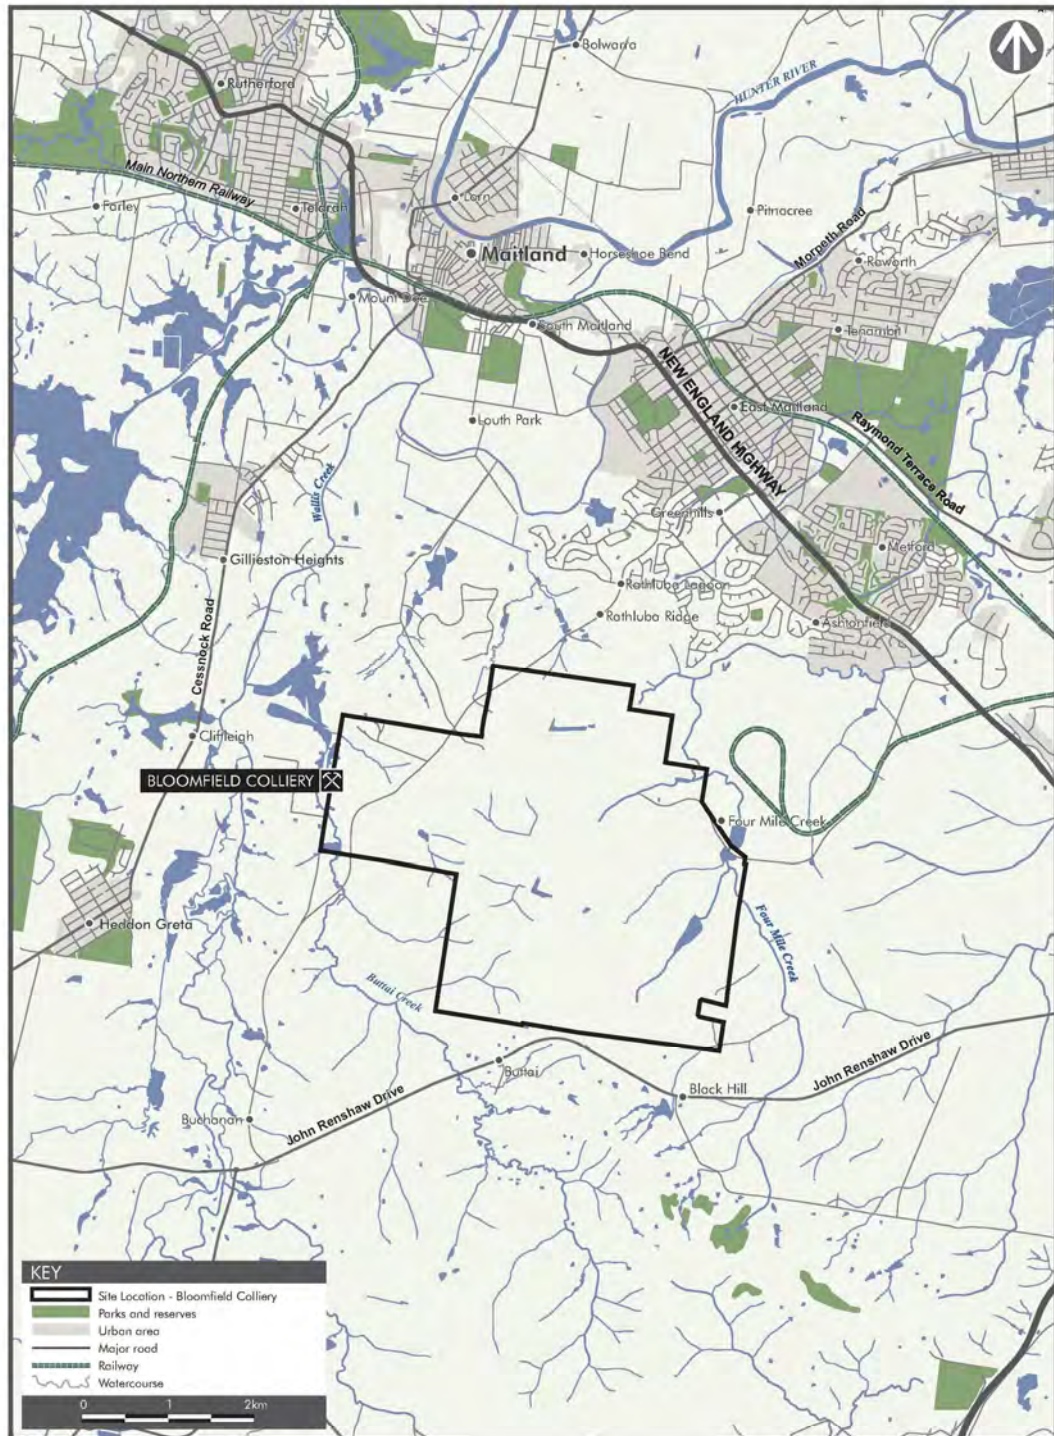 Bolwarra
Rutherford
HUNTER RIVER
Main Northern Railway
Farley
Telarah
Lorn
Pitnacree
Maitland
Horseshoe Bend
Morpeth Road
Raworth
Mount Dee
South Maitland
Tenambit
NEW ENGLAND HIGHWAY
East Maitland
Louth Park
Raymond Terrace Road
Wallis Creek
Greenhills
Metford
Gillieston Heights
Rathluba Lagoon
Rathluba Ridge
Ashtonfield
Cessnock Road
Cliftleigh
BLOOMFIELD COLLIERY
Four Mile Creek
Heddon Greta
Four Mile Creek
Buttai Creek
John Renshaw Drive
Buttai
Black Hill
Buchanan
John Renshaw Drive
KEY
Site Location - Bloomfield Colliery
Parks and reserves
Urban area
Major road
Railway
Watercourse
0 1 2km